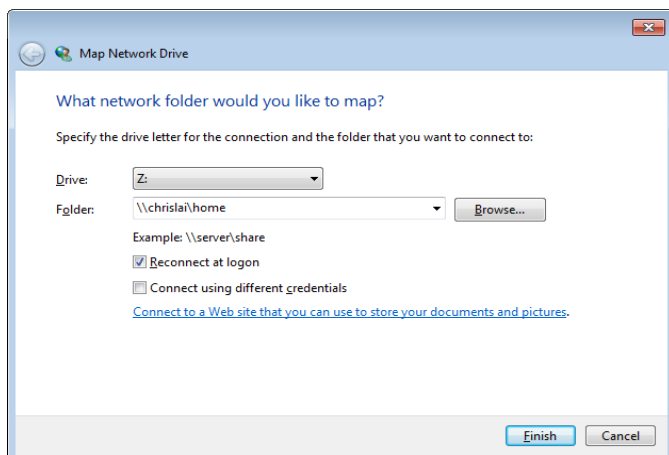 Map Network Drive
What network folder would you like to map?
Specify the drive letter for the connection and the folder that you want to connect to:
Drive: Z:
Folder: \\chrislai\home Browse...
Example: \\server\share
Reconnect at logon
Connect using different credentials
Connect to a Web site that you can use to store your documents and pictures.
Finish Cancel